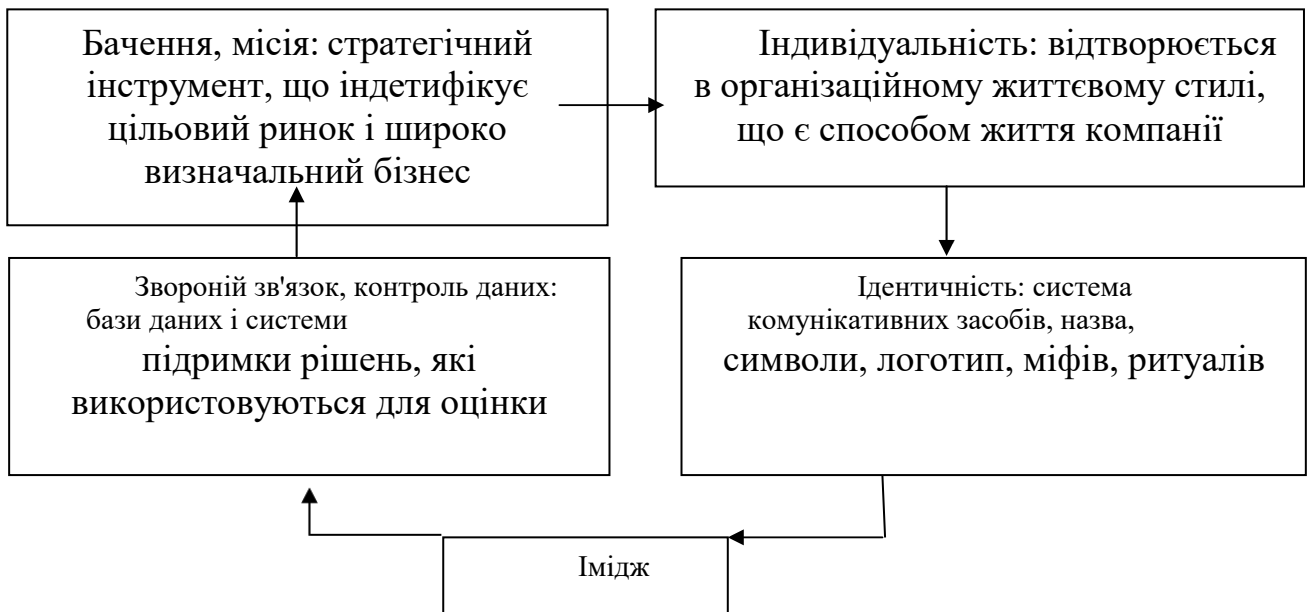 Бачення, місія: стратегічний
інструмент, що індетифікує
цільовий ринок і широко
визначальний бізнес
Індивідуальність: відтворюється
в організаційному життєвому стилі,
що є способом життя компанії
Звороній зв'язок, контроль даних:
бази даних і системи
підримки рішень, які
використовуються для оцінки
Ідентичність: система
комунікативних засобів, назва,
символи, логотип, міфів, ритуалів
Імідж